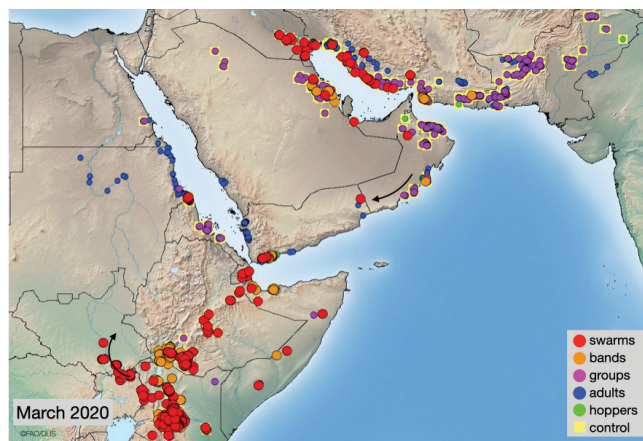 swarms
bands
groups
adults
hoppers
control
March 2020
©FAO/DLIS